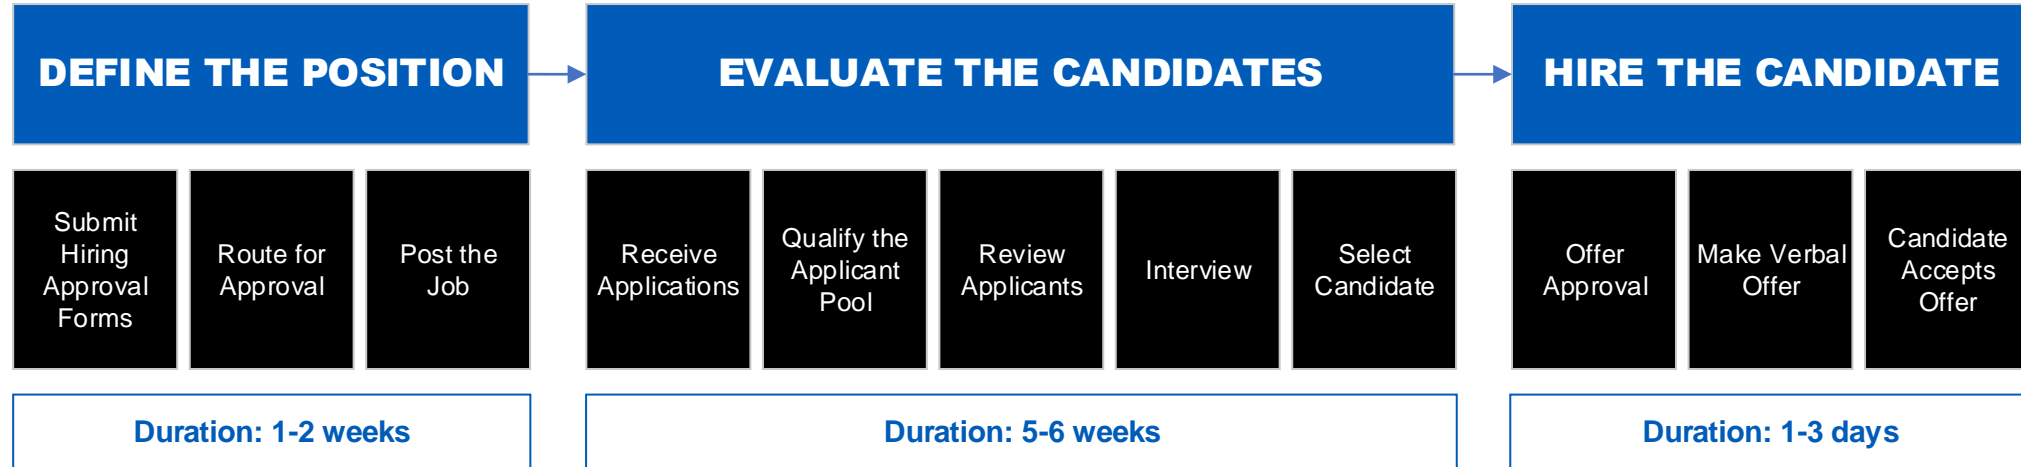 DEFINE THE POSITION
EVALUATE THE CANDIDATES
HIRE THE CANDIDATE
Submit
Hiring
Approval
Forms
Route for
Approval
Post the
Job
Receive
Applications
Qualify the
Applicant
Pool
Review
Applicants
Interview
Select
Candidate
Offer
Approval
Make Verbal
Offer
Candidate
Accepts
Offer
Duration: 1-2 weeks
Duration: 5-6 weeks
Duration: 1-3 days